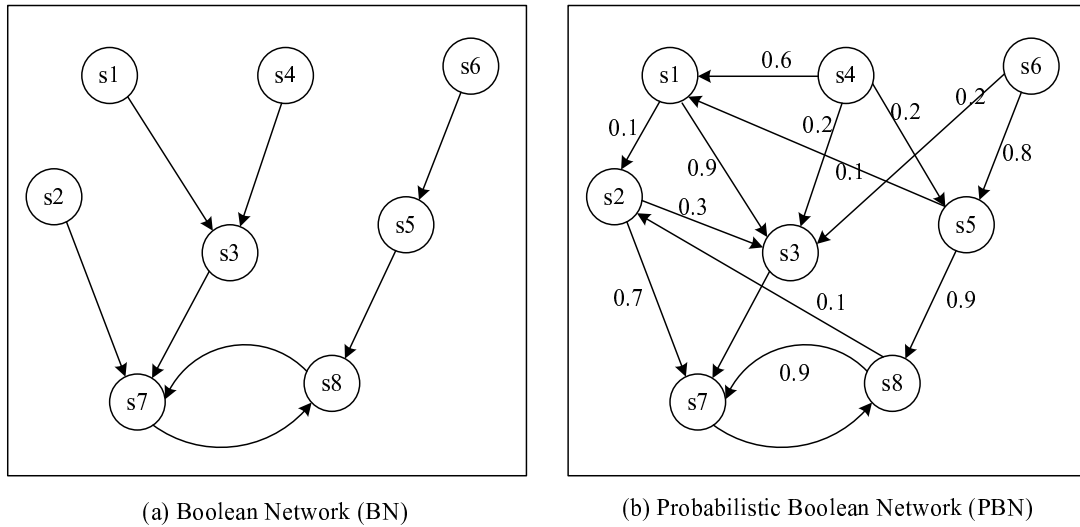 s1
s4
s6
s2
s5
s3
s8
s7
(a) Boolean Network (BN)
s1
0.6
s4
s6
0.2
0.2
0.1
0.2
0.8
0.9
0.1
s2
0.3
s5
s3
0.7
0.1
0.9
0.9
s8
s7
(b) Probabilistic Boolean Network (PBN)